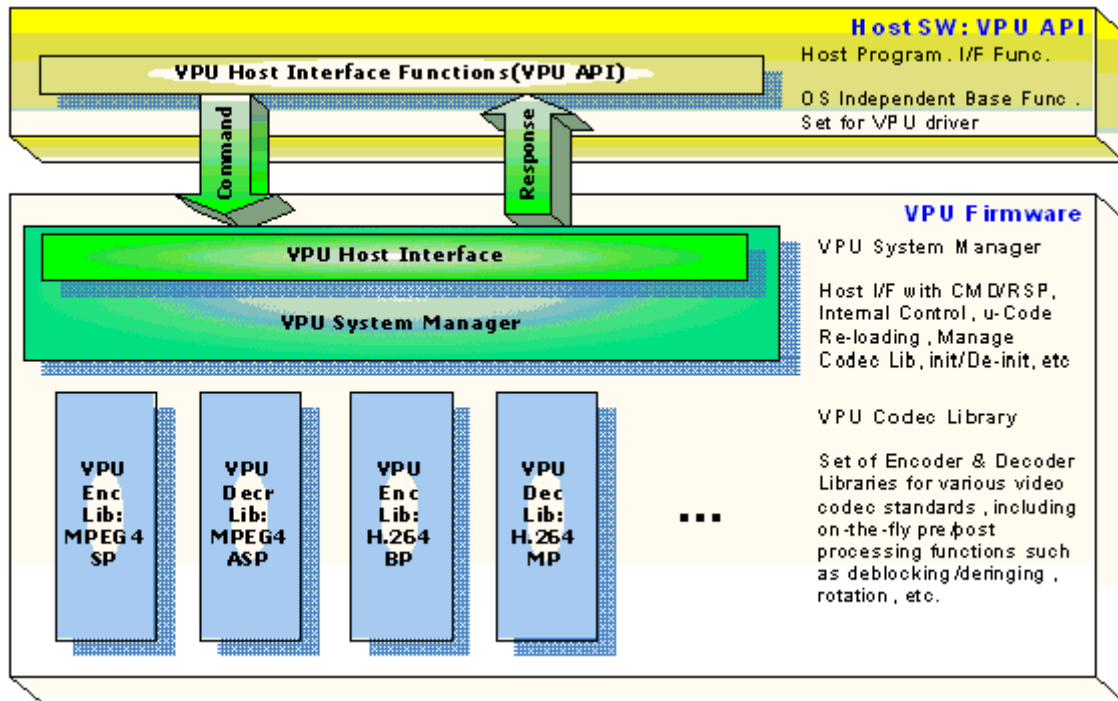 Host SW: VPU API
VPU Host Interface Functions(VPU API)
Host Program. I/F Func.
OS Independent Base Func.
Set for VPU driver
Command
Response
VPU Firmware
VPU Host Interface
VPU System Manager
VPU System Manager
Host I/F with CMD/RSP,
Internal Control, u-Code
Re-loading, Manage
Codec Lib, init/De-init, etc
VPU
Enc
Lib:
MPEG4
SP
VPU
Decr
Lib:
MPEG4
ASP
VPU
Enc
Lib:
H.264
BP
VPU
Dec
Lib:
H.264
MP
...
VPU Codec Library
Set of Encoder & Decoder
Libraries for various video
codec standards, including
on-the-fly pre/post
processing functions such
as deblocking/deringing,
rotation, etc.